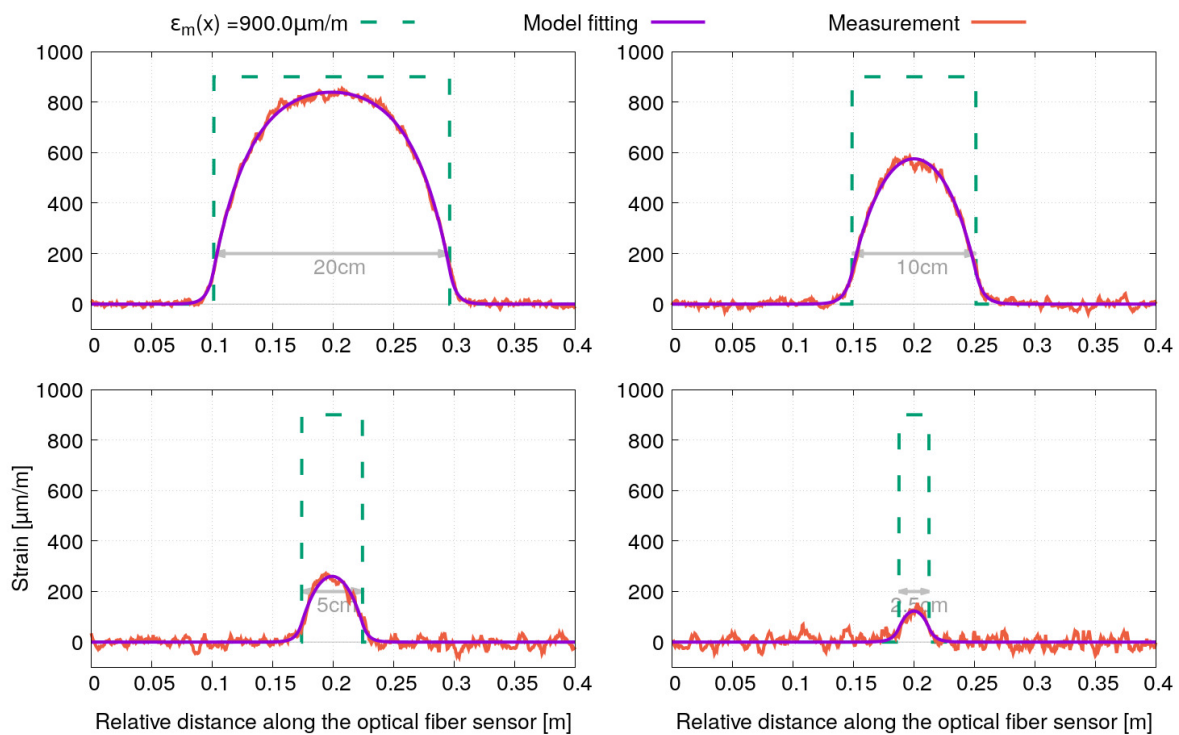 ε_m(x) =900.0μm/m Model fitting Measurement
1000
800
600
400
200
0
20cm
0 0.05 0.1 0.15 0.2 0.25 0.3 0.35 0.4
1000
800
600
400
200
0
10cm
0 0.05 0.1 0.15 0.2 0.25 0.3 0.35 0.4
Strain [μm/m]
1000
800
600
400
200
0
5cm
0 0.05 0.1 0.15 0.2 0.25 0.3 0.35 0.4
Relative distance along the optical fiber sensor [m]
1000
800
600
400
200
0
2.5cm
0 0.05 0.1 0.15 0.2 0.25 0.3 0.35 0.4
Relative distance along the optical fiber sensor [m]